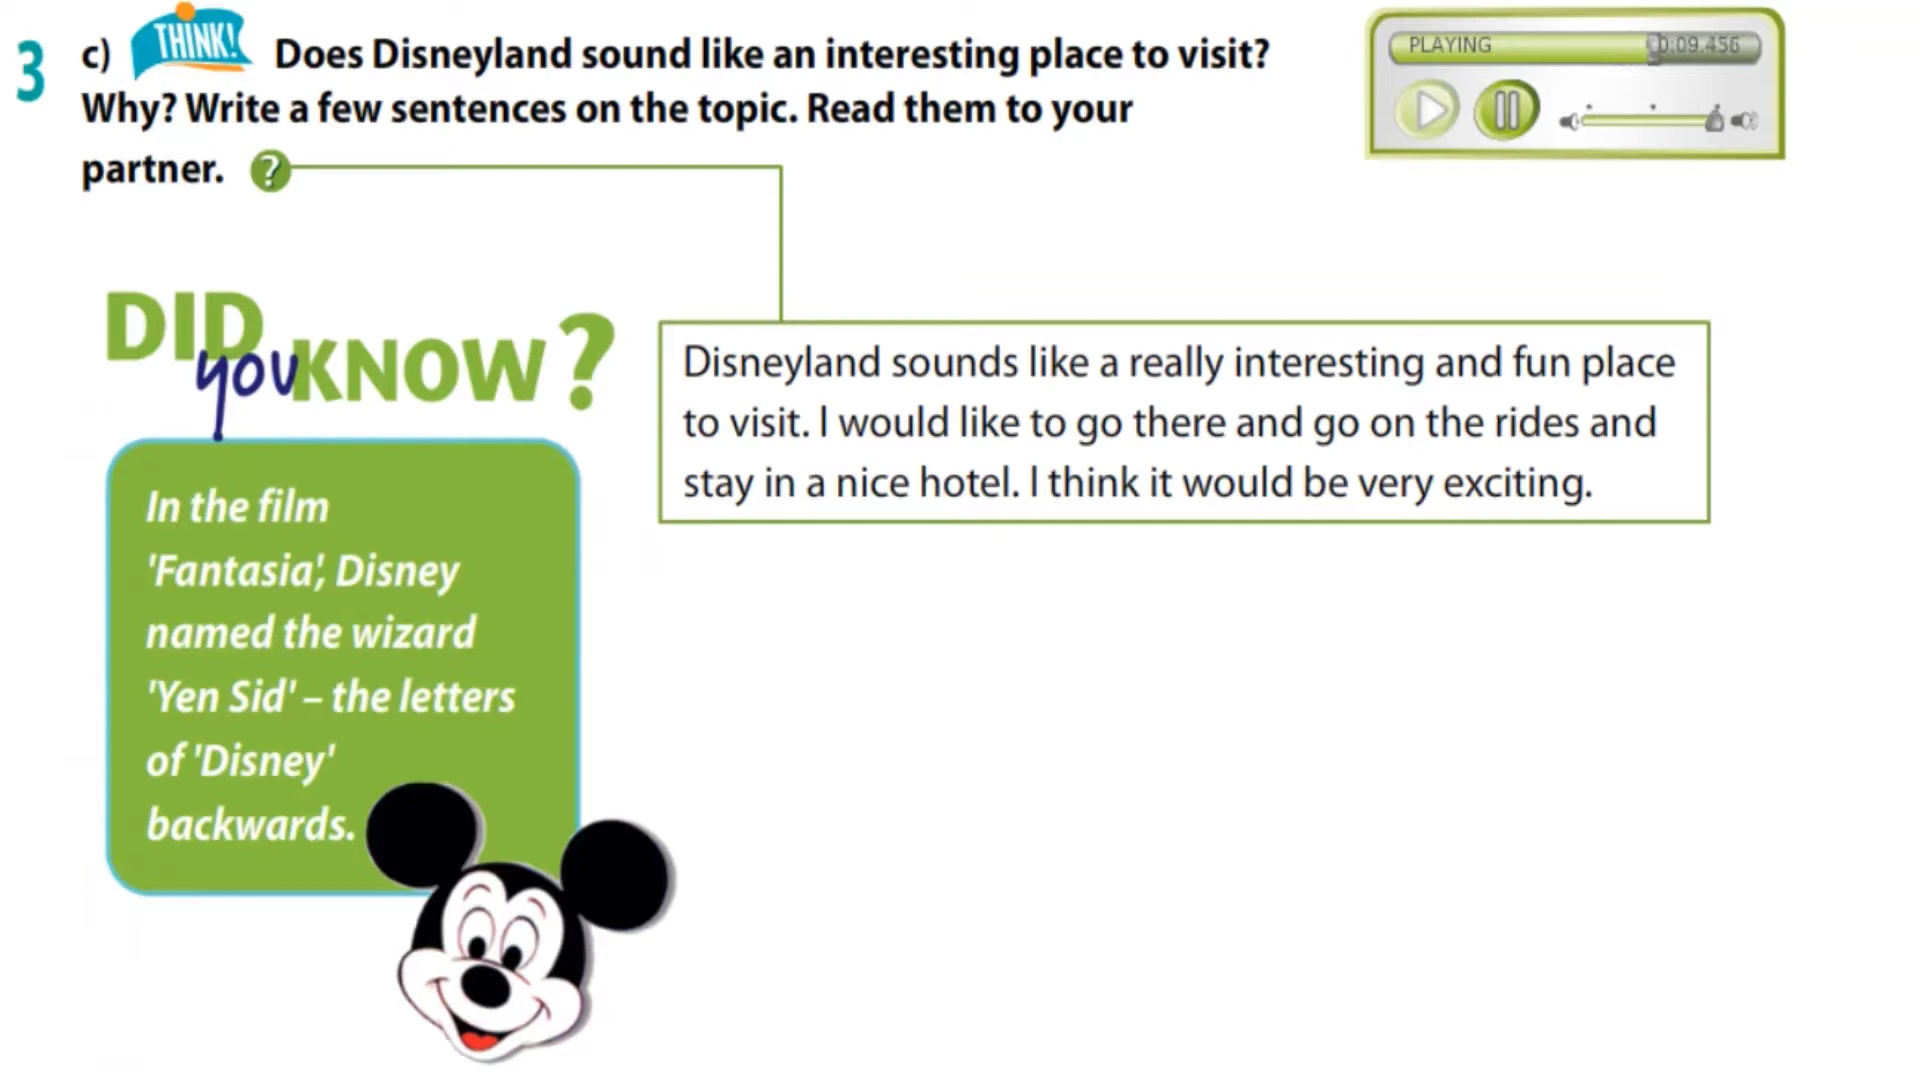 3 c) THINK! Does Disneyland sound like an interesting place to visit?
Why? Write a few sentences on the topic. Read them to your
partner. ?
PLAYING 0:09.456
DID you KNOW?
In the film
'Fantasia', Disney
named the wizard
'Yen Sid' – the letters
of 'Disney'
backwards.
Disneyland sounds like a really interesting and fun place
to visit. I would like to go there and go on the rides and
stay in a nice hotel. I think it would be very exciting.